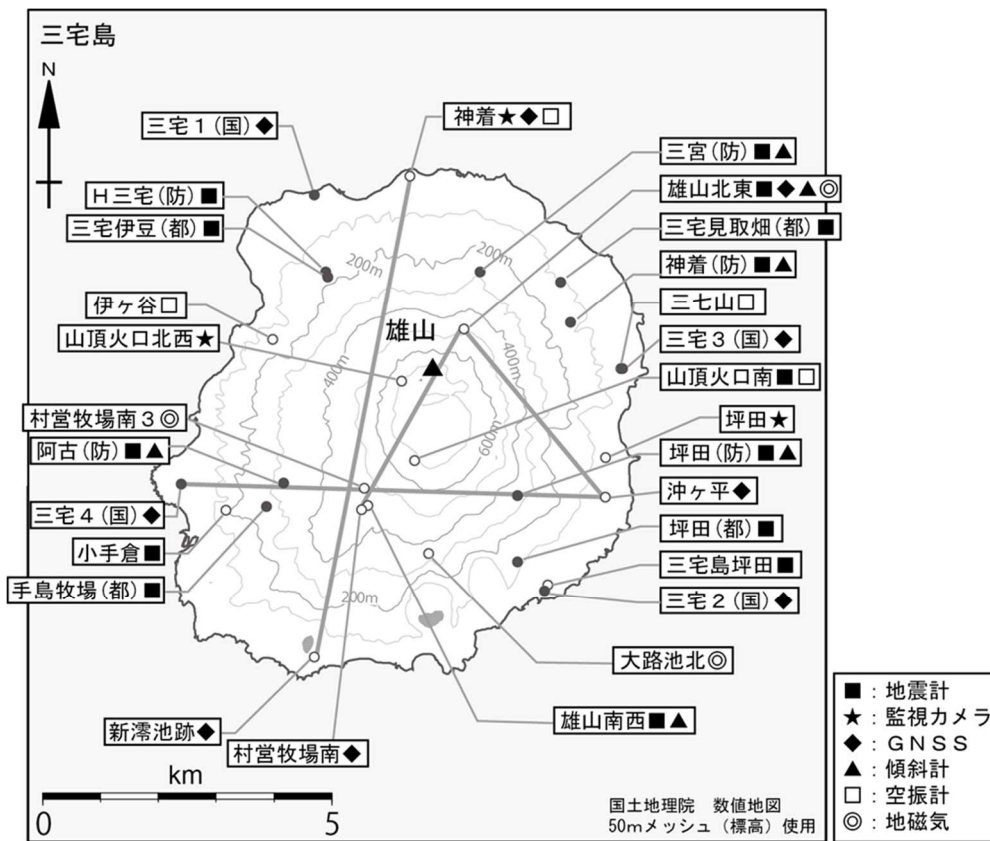 三宅島
N
三宅1(国)◆
神着★◆□
H三宅(防)■
三宅伊豆(都)■
伊ヶ谷□
山頂火口北西★
村営牧場南3◎
阿古(防)■▲
三宅4(国)◆
小手倉■
手島牧場(都)■
新澪池跡◆
村営牧場南◆
三宮(防)■▲
雄山北東■◆▲◎
三宅見取畑(都)■
神着(防)■▲
三七山□
三宅3(国)◆
山頂火口南■□
坪田★
坪田(防)■▲
沖ヶ平◆
坪田(都)■
三宅島坪田■
三宅2(国)◆
大路池北◎
雄山南西■▲
雄山
200m
200m
400m
400m
600m
200m
km
0 5
国土地理院 数値地図
50mメッシュ(標高)使用
■:地震計
★:監視カメラ
◆:GNSS
▲:傾斜計
□:空振計
◎:地磁気